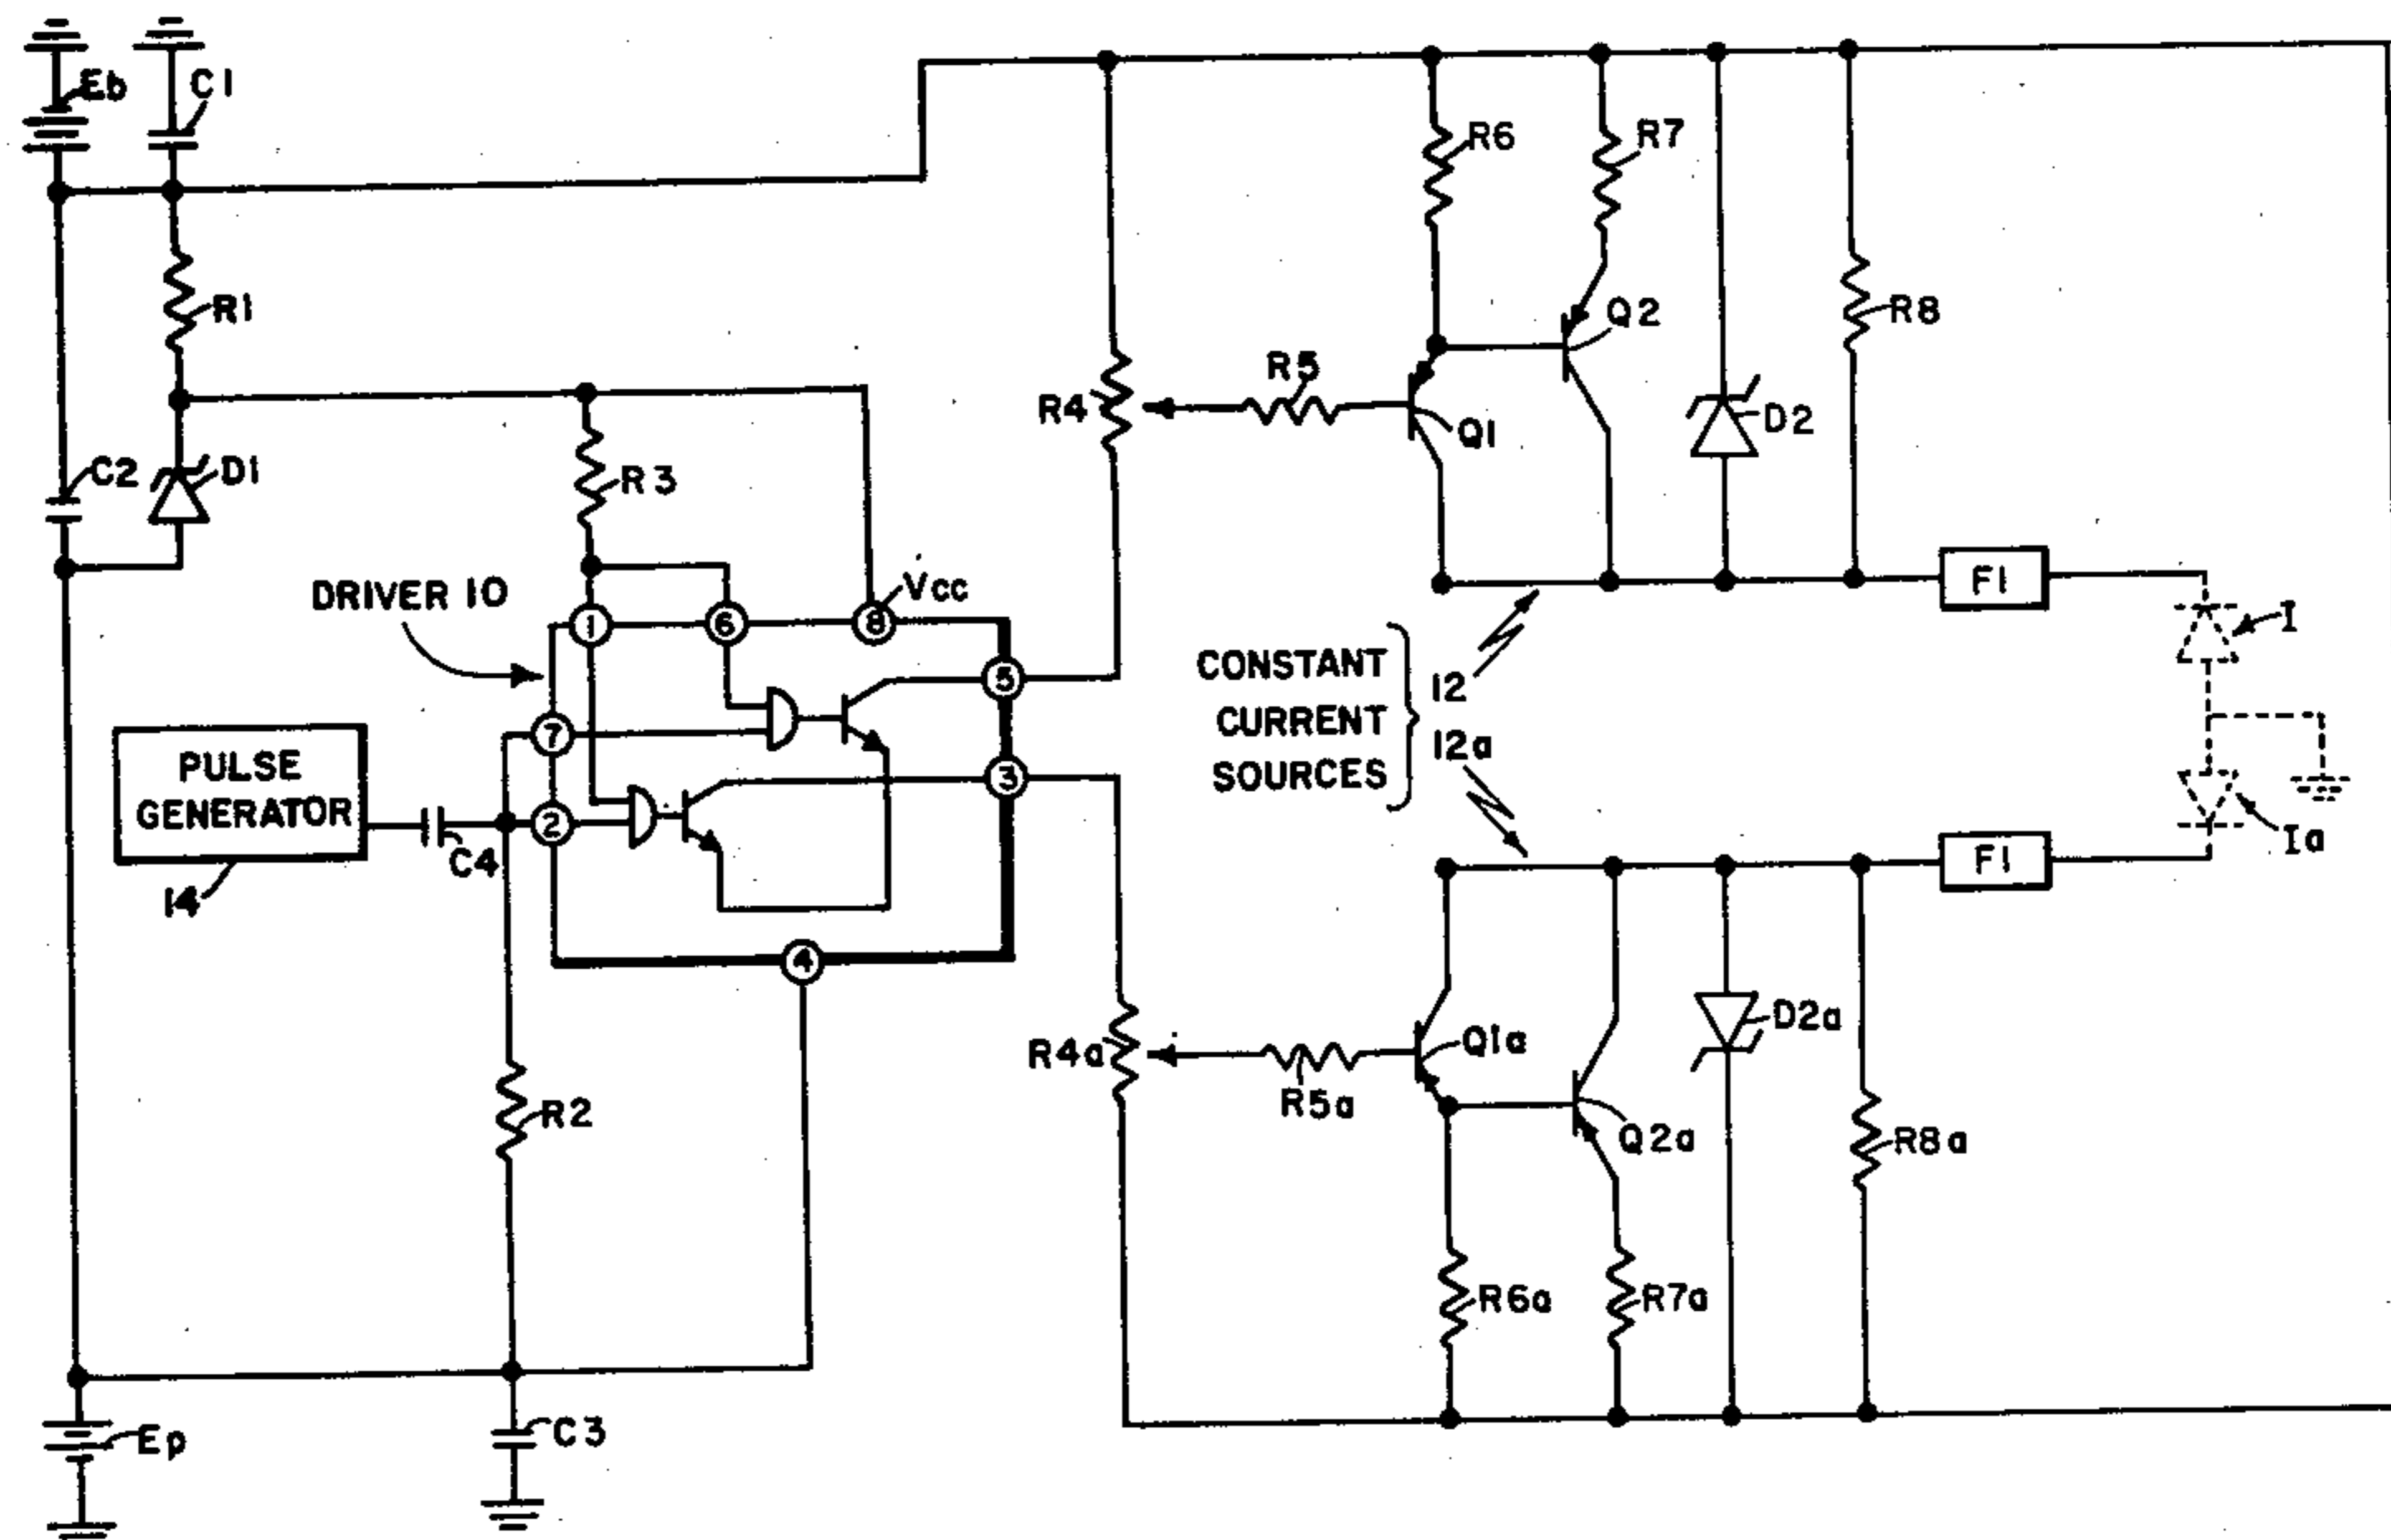 Eb
C1
R6
R7
R1
R8
Q2
R5
R4
Q1
D2
C2
D1
R3
DRIVER 10
Vcc
1
6
8
F1
I
5
CONSTANT
CURRENT
SOURCES
12
12a
7
3
PULSE
GENERATOR
2
C4
14
F1
Ia
4
D2a
R4a
Q1a
R5a
R2
Q2a
R8a
R6a
R7a
Ep
C3